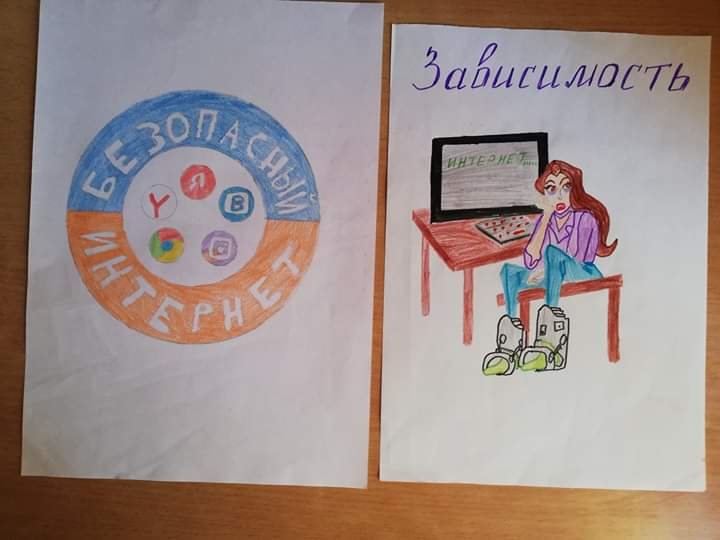 БЕЗОПАСНЫЙ
Я
Y
B
ИНТЕРНЕТ
Зависимость
ИНТЕРНЕТ....